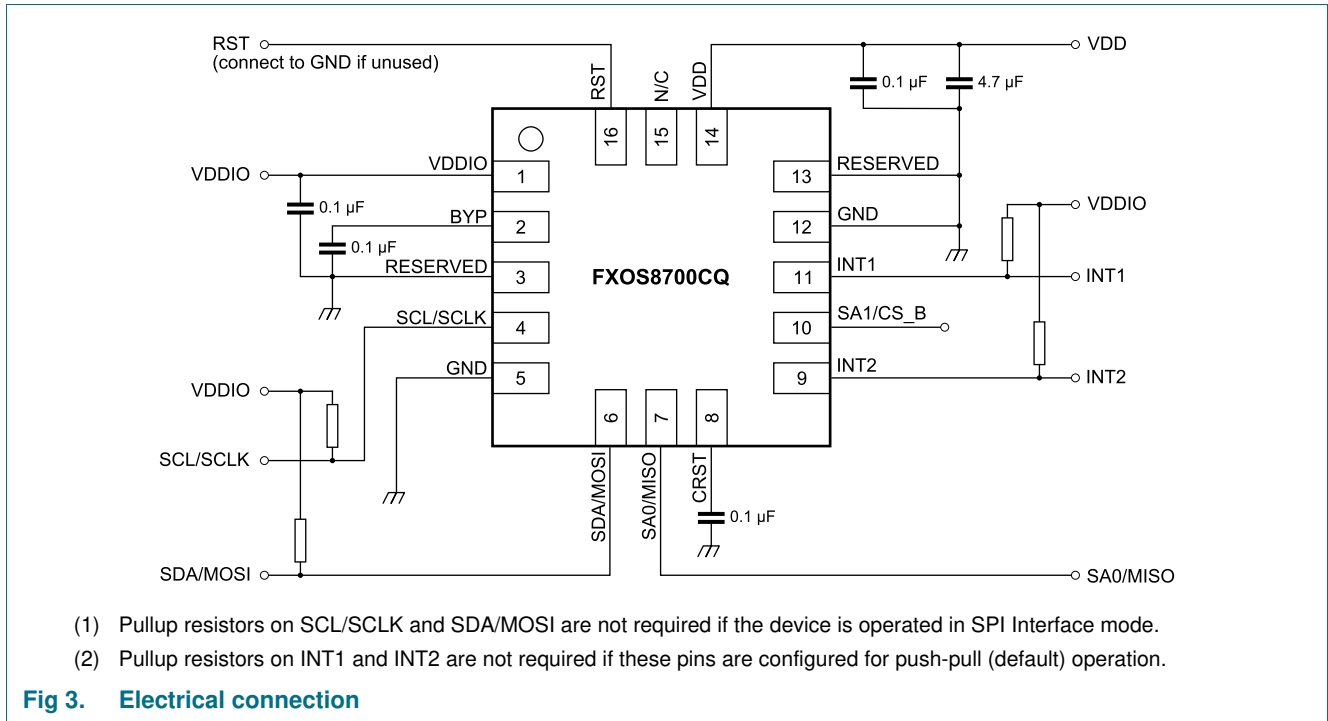 RST
(connect to GND if unused)
VDD
0.1 µF
4.7 µF
RST
N/C
VDD
16
15
14
VDDIO
VDDIO
1
13
RESERVED
0.1 µF
BYP
2
12
GND
VDDIO
0.1 µF
RESERVED
3
FXOS8700CQ
11
INT1
INT1
SCL/SCLK
4
10
SA1/CS_B
GND
5
9
INT2
INT2
VDDIO
6
7
8
SCL/SCLK
SDA/MOSI
SA0/MISO
CRST
0.1 µF
SDA/MOSI
SA0/MISO
(1) Pullup resistors on SCL/SCLK and SDA/MOSI are not required if the device is operated in SPI Interface mode.
(2) Pullup resistors on INT1 and INT2 are not required if these pins are configured for push-pull (default) operation.
Fig 3. Electrical connection